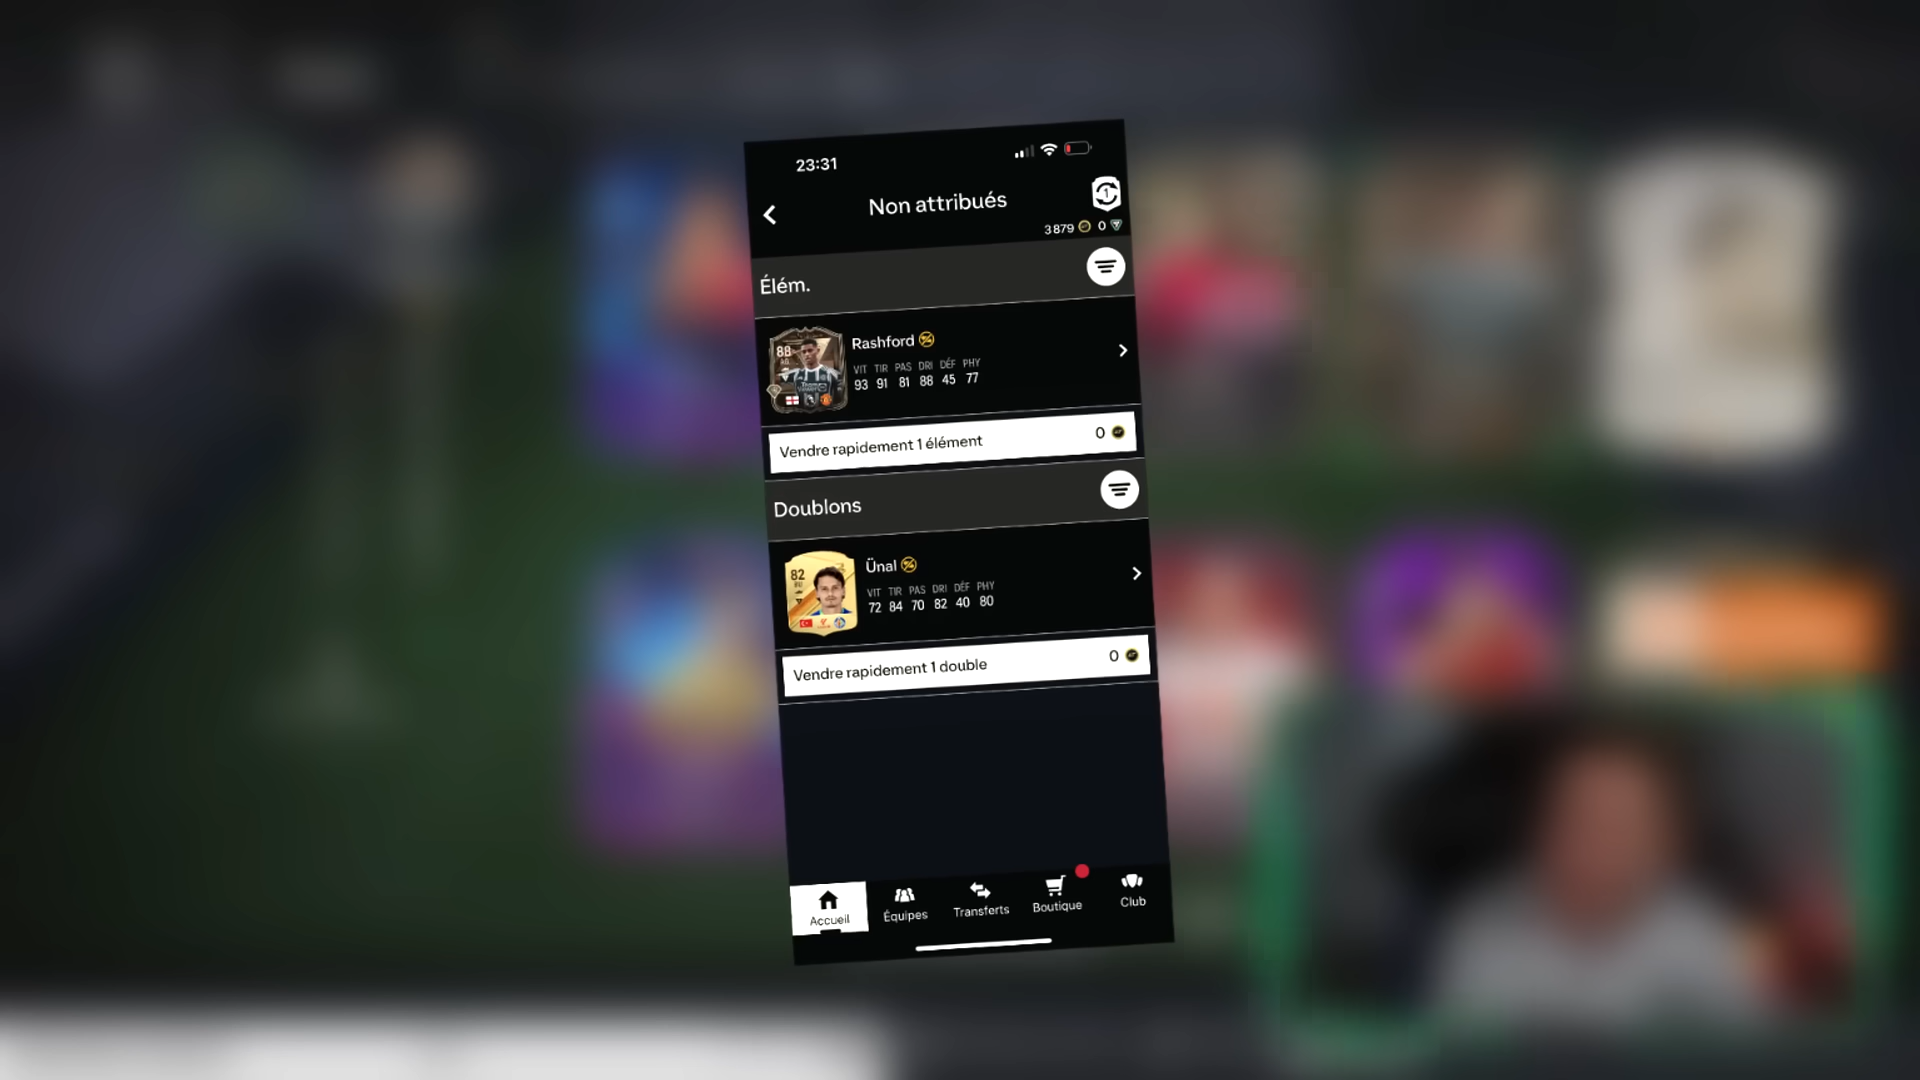 23:31
Non attribués
3 879 0
Élém.
88
Rashford
VIT TIR PAS DRI DÉF PHY
93 91 81 88 45 77
Vendre rapidement 1 élément 0
Doublons
82
BU
Ünal
VIT TIR PAS DRI DÉF PHY
72 84 70 82 40 80
Vendre rapidement 1 double 0
Accueil Équipes Transferts Boutique Club